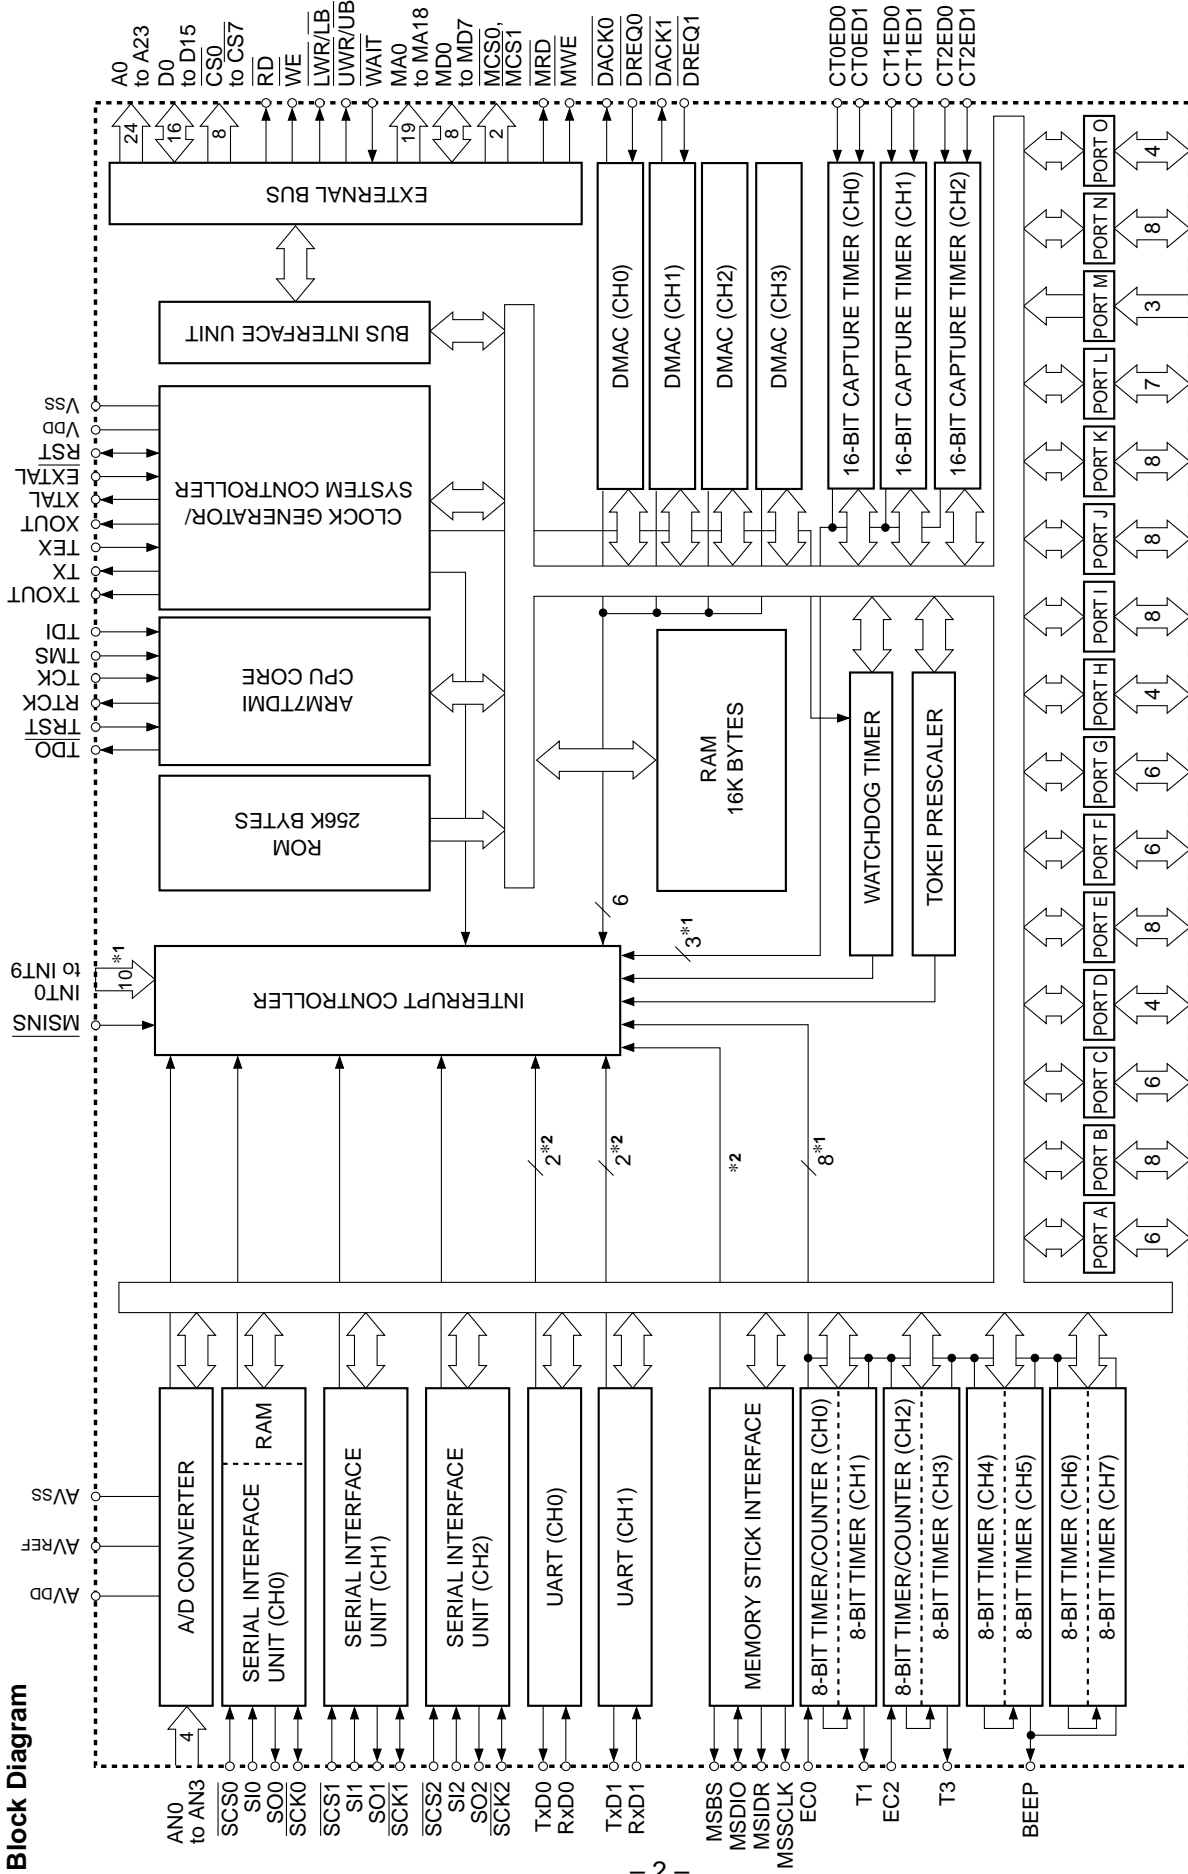 Block Diagram
AN0
to AN3
SCS0
SI0
SO0
SCK0
SCS1
SI1
SO1
SCK1
SCS2
SI2
SO2
SCK2
TxD0
RxD0
TxD1
RxD1
MSBS
MSDIO
MSIDR
MSSCLK
EC0
T1
EC2
T3
BEEP
4
A/D CONVERTER
SERIAL INTERFACE
UNIT (CH0)
RAM
SERIAL INTERFACE
UNIT (CH1)
SERIAL INTERFACE
UNIT (CH2)
UART (CH0)
UART (CH1)
MEMORY STICK INTERFACE
8-BIT TIMER/COUNTER (CH0)
8-BIT TIMER (CH1)
8-BIT TIMER/COUNTER (CH2)
8-BIT TIMER (CH3)
8-BIT TIMER (CH4)
8-BIT TIMER (CH5)
8-BIT TIMER (CH6)
8-BIT TIMER (CH7)
AVDD
AVREF
AVSS
MSINS
INT0
to INT9
10
*1
2*2
2*2
*2
8*1
3*1
6
INTERRUPT CONTROLLER
ROM
256K BYTES
ARM7TDMI
CPU CORE
CLOCK GENERATOR/
SYSTEM CONTROLLER
BUS INTERFACE UNIT
EXTERNAL BUS
TDO
TRST
RTCK
TCK
TMS
TDI
TXOUT
TX
TEX
XOUT
XTAL
EXTAL
RST
VDD
VSS
RAM
16K BYTES
WATCHDOG TIMER
TOKEI PRESCALER
DMAC (CH0)
DMAC (CH1)
DMAC (CH2)
DMAC (CH3)
16-BIT CAPTURE TIMER (CH0)
16-BIT CAPTURE TIMER (CH1)
16-BIT CAPTURE TIMER (CH2)
24
16
8
19
8
2
A0
to A23
D0
to D15
CS0
to CS7
RD
WE
LWR/LB
UWR/UB
WAIT
MA0
to MA18
MD0
to MD7
MCS0,
MCS1
MRD
MWE
DACK0
DREQ0
DACK1
DREQ1
CT0ED0
CT0ED1
CT1ED0
CT1ED1
CT2ED0
CT2ED1
PORT A
6
PORT B
8
PORT C
6
PORT D
4
PORT E
8
PORT F
6
PORT G
6
PORT H
4
PORT I
8
PORT J
8
PORT K
8
PORT L
7
PORT M
3
PORT N
8
PORT O
4
– 2 –